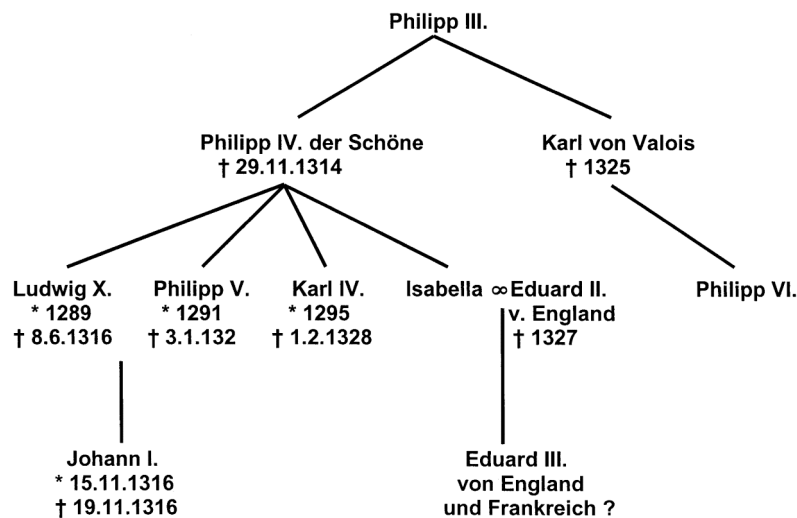 Philipp III.
Philipp IV. der Schöne
† 29.11.1314
Karl von Valois
† 1325
Ludwig X.
* 1289
† 8.6.1316
Philipp V.
* 1291
† 3.1.132
Karl IV.
* 1295
† 1.2.1328
Isabella ∞ Eduard II.
v. England
† 1327
Philipp VI.
Johann I.
* 15.11.1316
† 19.11.1316
Eduard III.
von England
und Frankreich ?